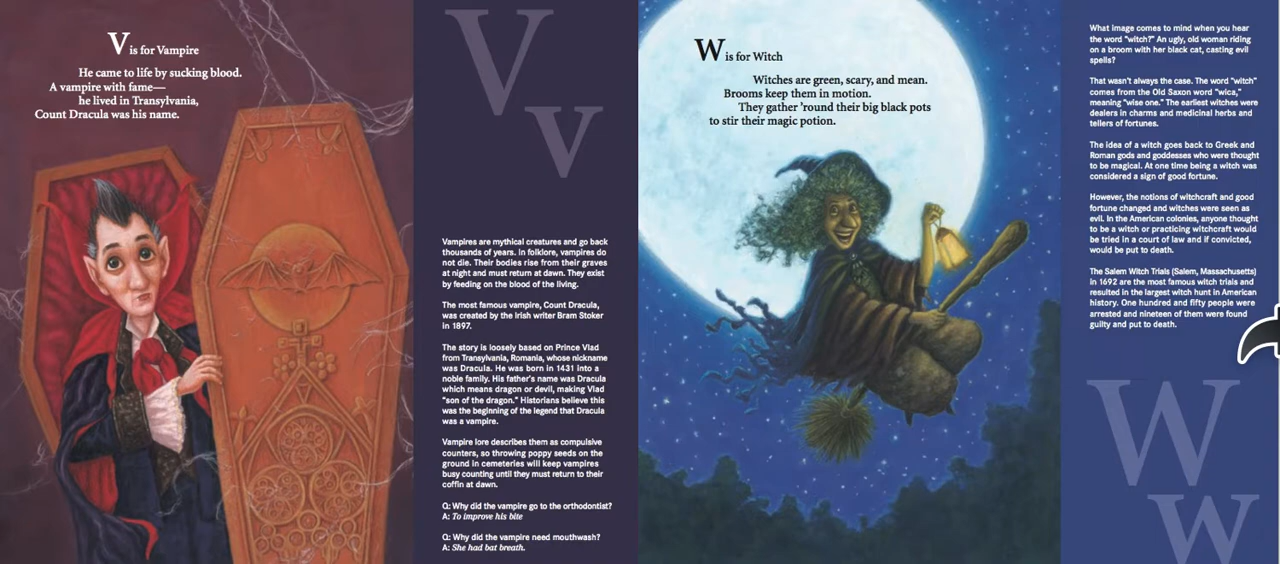 V is for Vampire
He came to life by sucking blood.
A vampire with fame—
he lived in Transylvania,
Count Dracula was his name.
V
v
Vampires are mythical creatures and go back
thousands of years. In folklore, vampires do
not die. Their bodies rise from their graves
at night and must return at dawn. They exist
by feeding on the blood of the living.
The most famous vampire, Count Dracula,
was created by the Irish writer Bram Stoker
in 1897.
The story is loosely based on Prince Vlad
from Transylvania, Romania, whose nickname
was Dracula. He was born in 1431 into a
noble family. His father's name was Dracula
which means dragon or devil, making Vlad
"son of the dragon." Historians believe this
was the beginning of the legend that Dracula
was a vampire.
Vampire lore describes them as compulsive
counters, so throwing poppy seeds on the
ground in cemeteries will keep vampires
busy counting until they must return to their
coffin at dawn.
Q: Why did the vampire go to the orthodontist?
A: To improve his bite
Q: Why did the vampire need mouthwash?
A: She had bat breath.
W is for Witch
Witches are green, scary, and mean.
Brooms keep them in motion.
They gather 'round their big black pots
to stir their magic potion.
What image comes to mind when you hear
the word "witch?" An ugly, old woman riding
on a broom with her black cat, casting evil
spells?
That wasn't always the case. The word "witch"
comes from the Old Saxon word "wica,"
meaning "wise one." The earliest witches were
dealers in charms and medicinal herbs and
tellers of fortunes.
The idea of a witch goes back to Greek and
Roman gods and goddesses who were thought
to be magical. At one time being a witch was
considered a sign of good fortune.
However, the notions of witchcraft and good
fortune changed and witches were seen as
evil. In the American colonies, anyone thought
to be a witch or practicing witchcraft would
be tried in a court of law and if convicted,
would be put to death.
The Salem Witch Trials (Salem, Massachusetts)
in 1692 are the most famous witch trials and
resulted in the largest witch hunt in American
history. One hundred and fifty people were
arrested and nineteen of them were found
guilty and put to death.
W
w